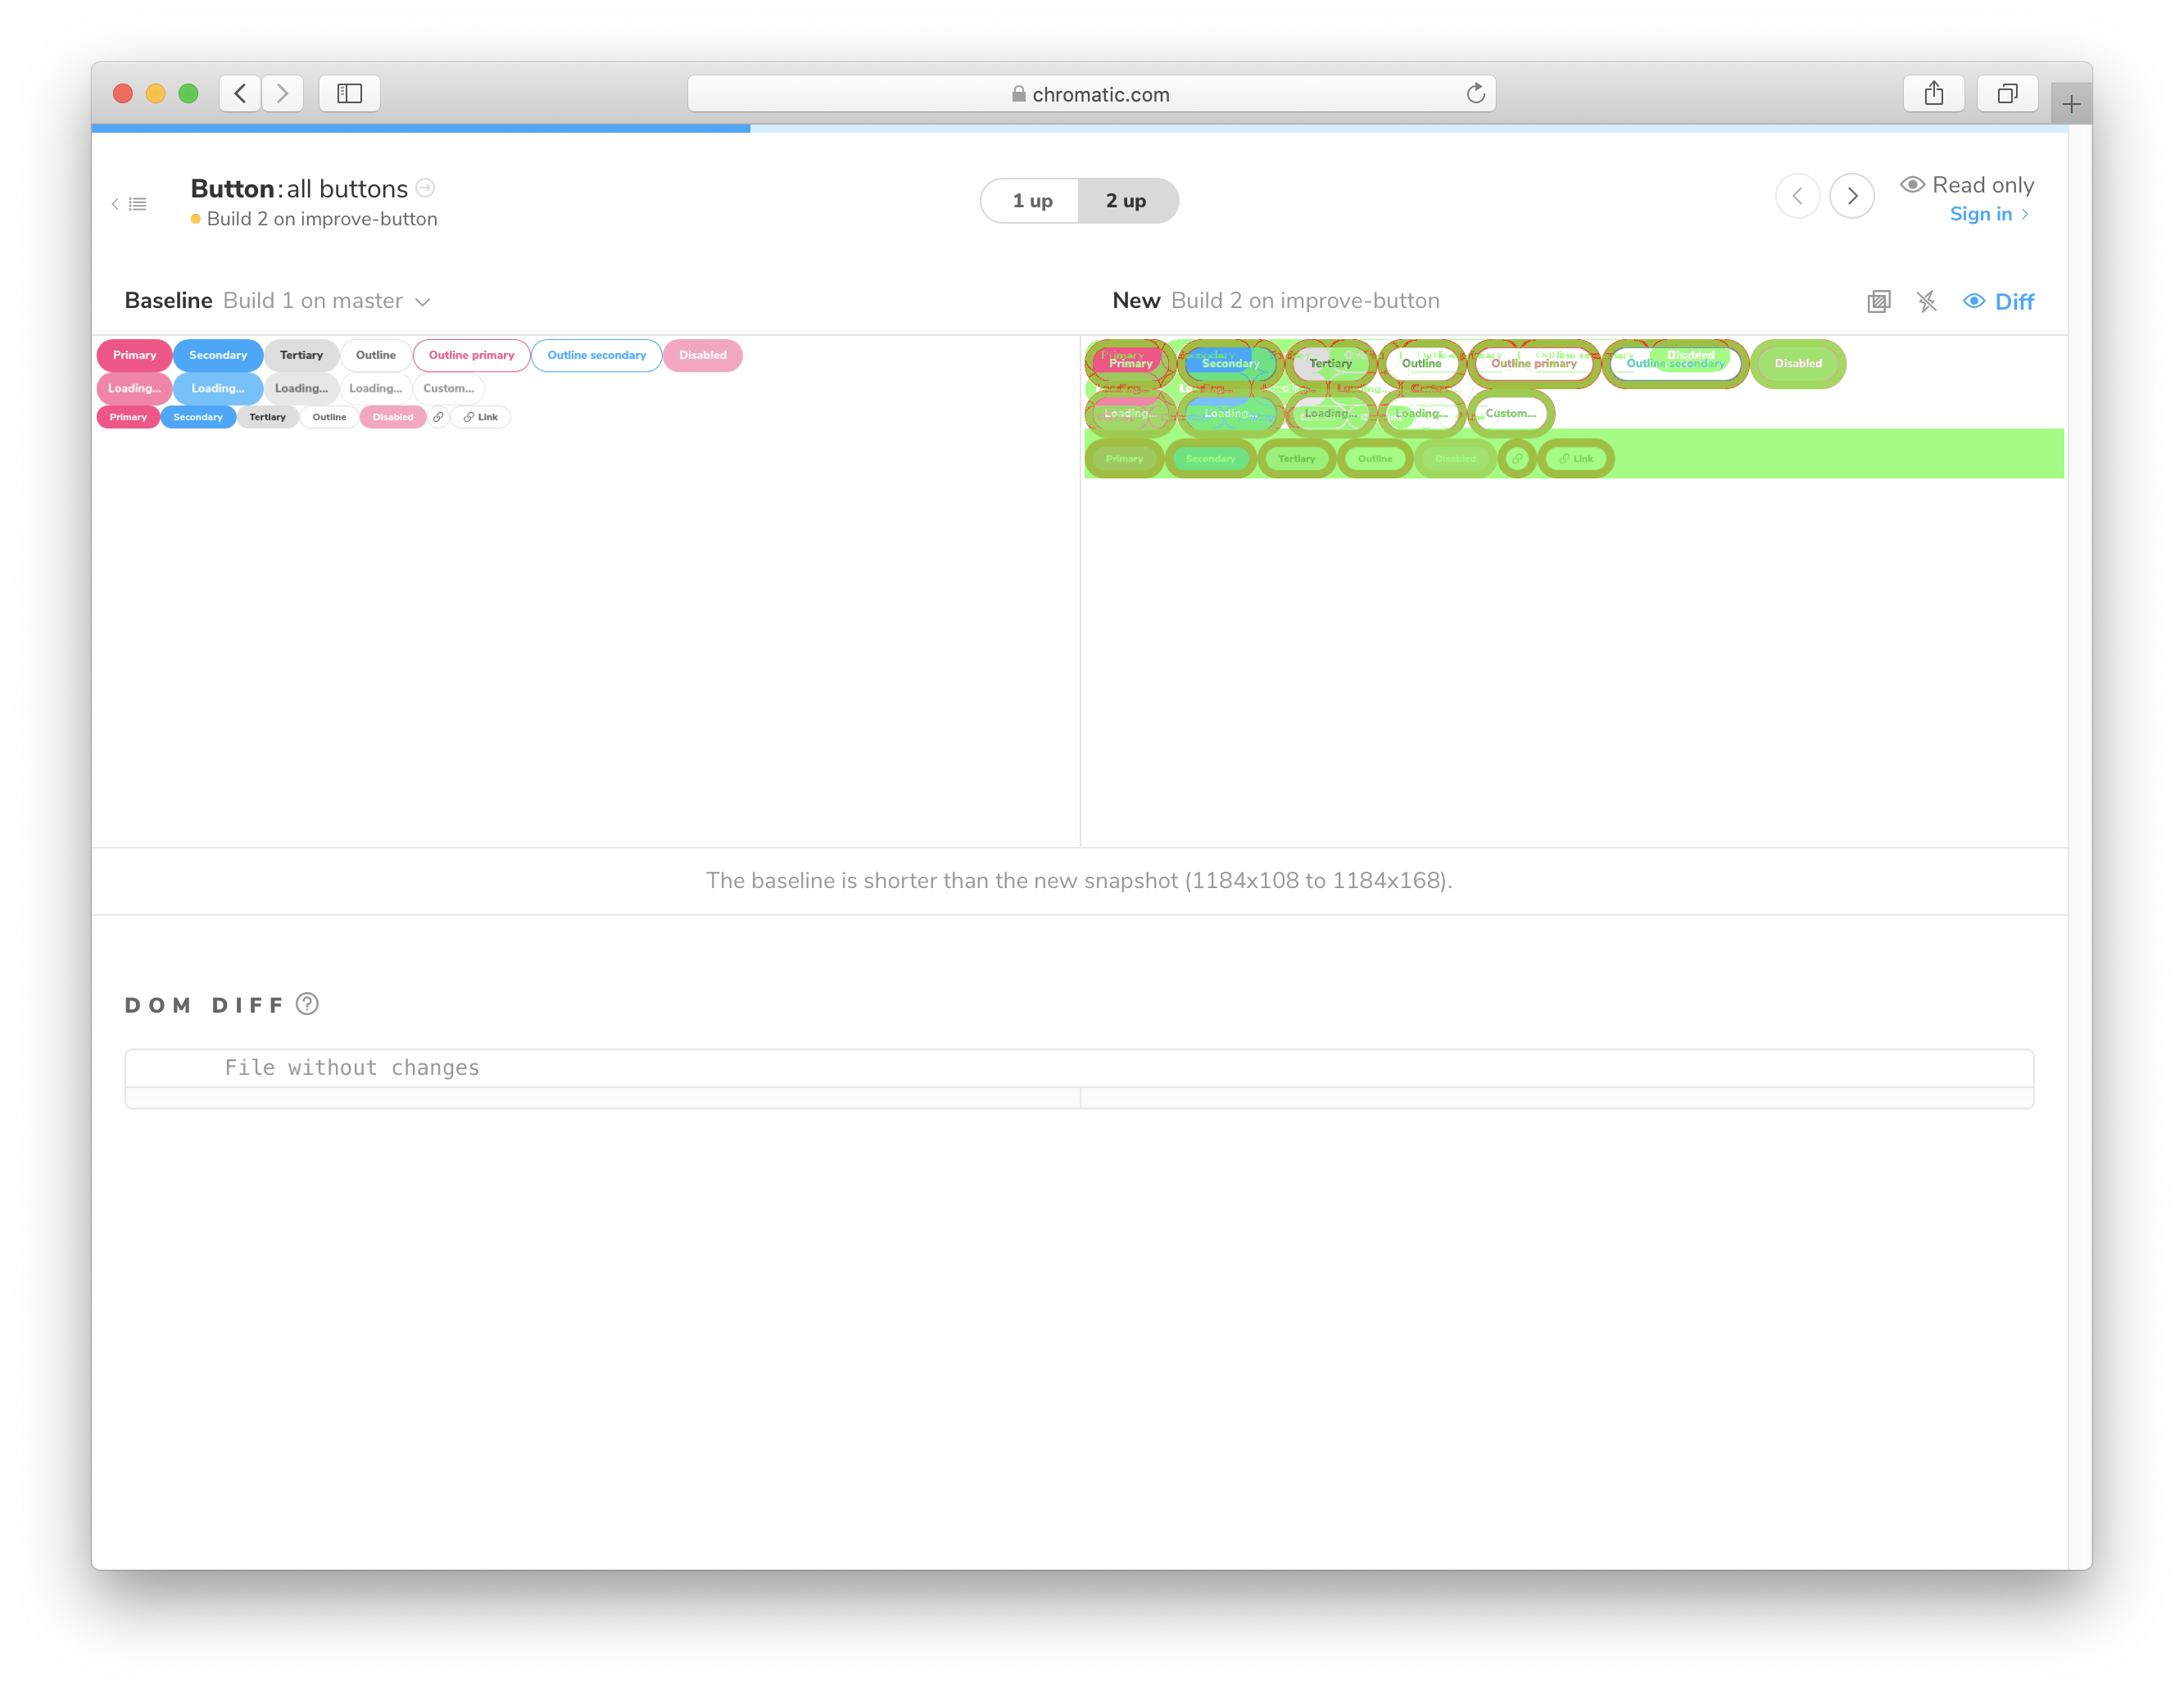 chromatic.com
Button: all buttons
Build 2 on improve-button
1 up 2 up
Read only
Sign in
Baseline Build 1 on master
New Build 2 on improve-button
Diff
Primary Secondary Tertiary Outline Outline primary Outline secondary Disabled
Loading... Loading... Loading... Loading... Custom...
Primary Secondary Tertiary Outline Disabled Link
Primary Secondary Tertiary Outline Outline primary Outline secondary Disabled
Loading... Loading... Loading... Loading... Custom...
Primary Secondary Tertiary Outline Disabled Link
The baseline is shorter than the new snapshot (1184x108 to 1184x168).
DOM DIFF
File without changes